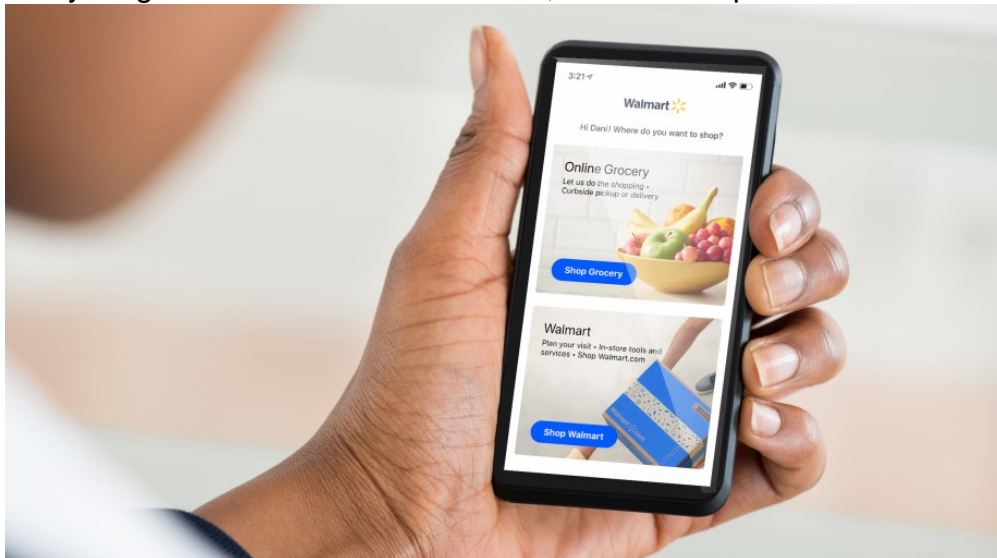 3:21
Walmart
Hi Dani! Where do you want to shop?
Online Grocery
Let us do the shopping •
Curbside pickup or delivery
Shop Grocery
Walmart
Plan your visit • In-store tools and
services • Shop Walmart.com
Shop Walmart